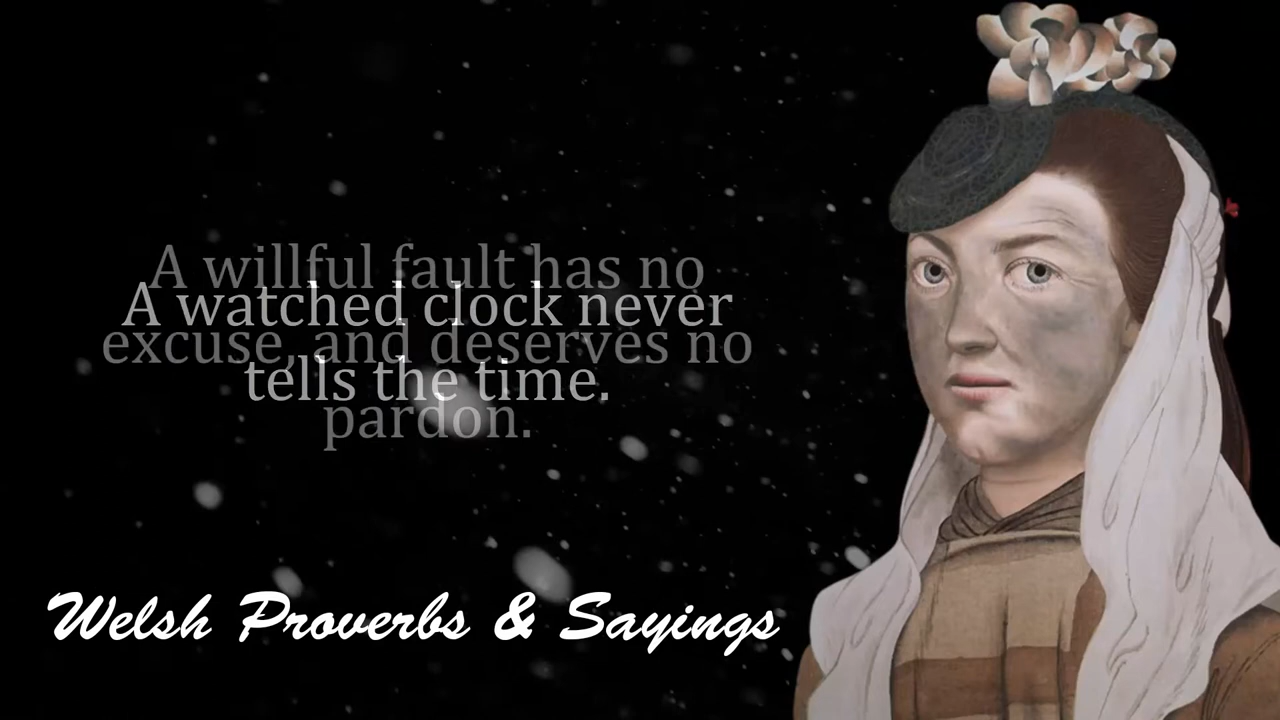 A willful fault has no
A watched clock never
excuse, and deserves no
tells the time.
pardon.
Welsh Proverbs & Sayings